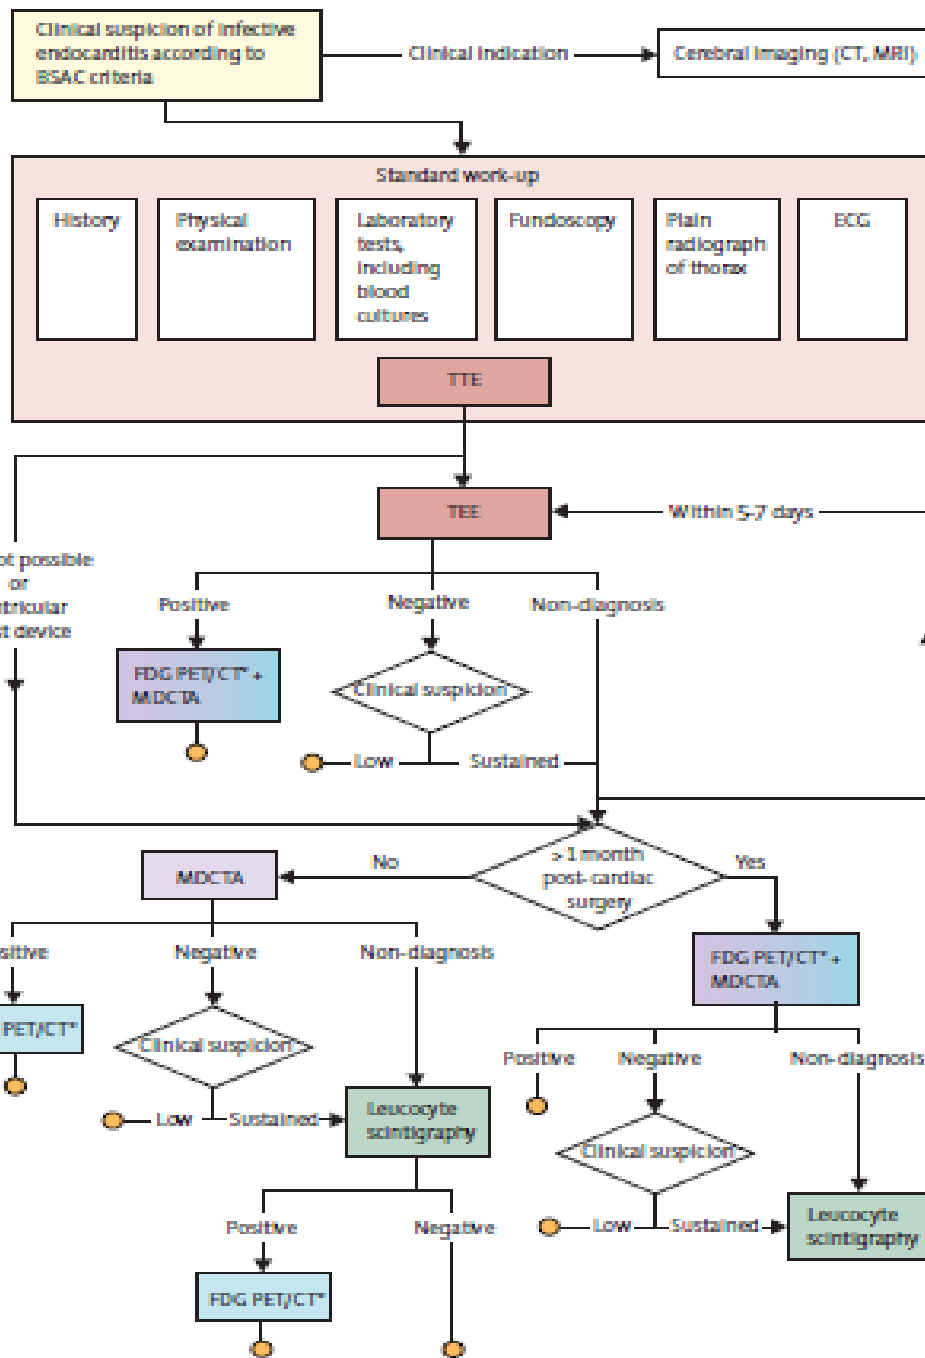 Clinical suspicion of infective
endocarditis according to
BSAC criteria
Clinical indication
Cerebral imaging (CT, MRI)
Standard work-up
History
Physical
examination
Laboratory
tests,
including
blood
cultures
Fundoscopy
Plain
radiograph
of thorax
ECG
TTE
TEE
Within 5-7 days
possible
or
device
Positive
Negative
Non-diagnosis
FDG PET/CT* +
MDCTA
Clinical suspicion
Low
Sustained
> 1 month
post-cardiac
surgery
No
Yes
MDCTA
FDG PET/CT* +
MDCTA
Negative
Non-diagnosis
PET/CT*
Clinical suspicion
Low
Sustained
Leucocyte
scintigraphy
Positive
Negative
FDG PET/CT*
Positive
Negative
Non-diagnosis
Clinical suspicion
Low
Sustained
Leucocyte
scintigraphy